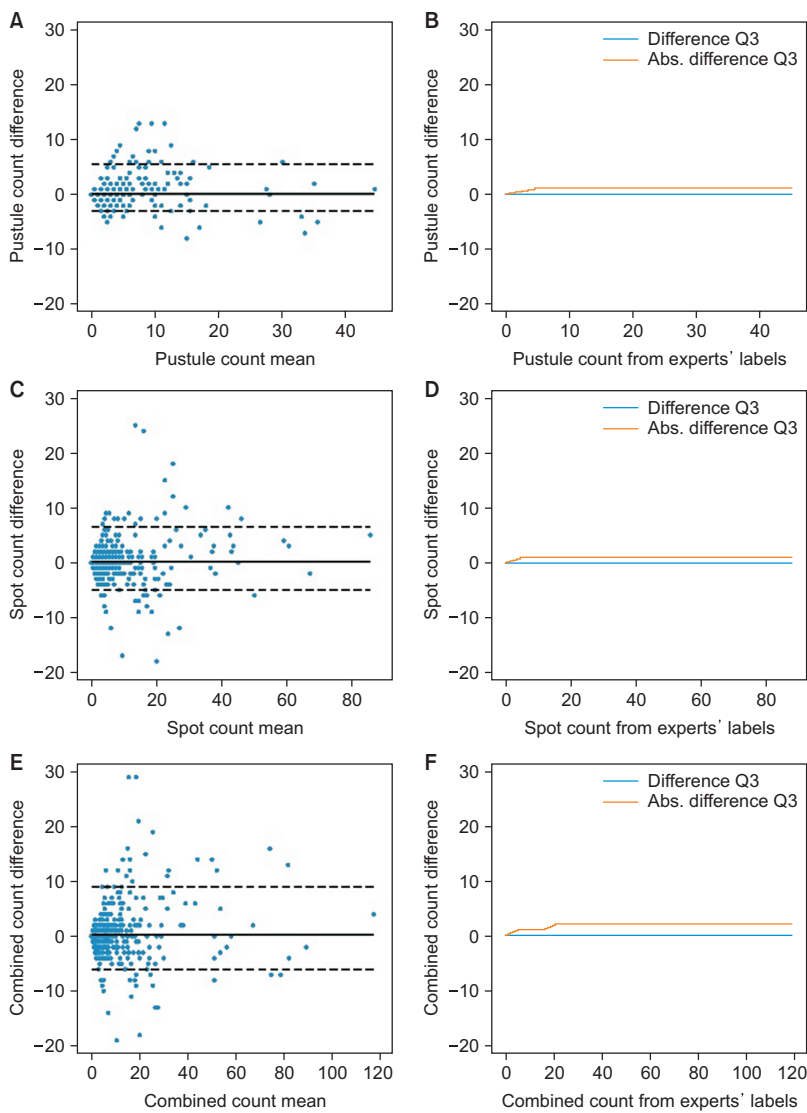 A
30
20
10
0
−10
−20
Pustule count difference
0 10 20 30 40
Pustule count mean
B
30
20
10
0
−10
−20
Pustule count difference
Difference Q3
Abs. difference Q3
0 10 20 30 40
Pustule count from experts’ labels
C
30
20
10
0
−10
−20
Spot count difference
0 20 40 60 80
Spot count mean
D
30
20
10
0
−10
−20
Spot count difference
Difference Q3
Abs. difference Q3
0 20 40 60 80
Spot count from experts’ labels
E
30
20
10
0
−10
−20
Combined count difference
0 20 40 60 80 100 120
Combined count mean
F
30
20
10
0
−10
−20
Combined count difference
Difference Q3
Abs. difference Q3
0 20 40 60 80 100 120
Combined count from experts’ labels